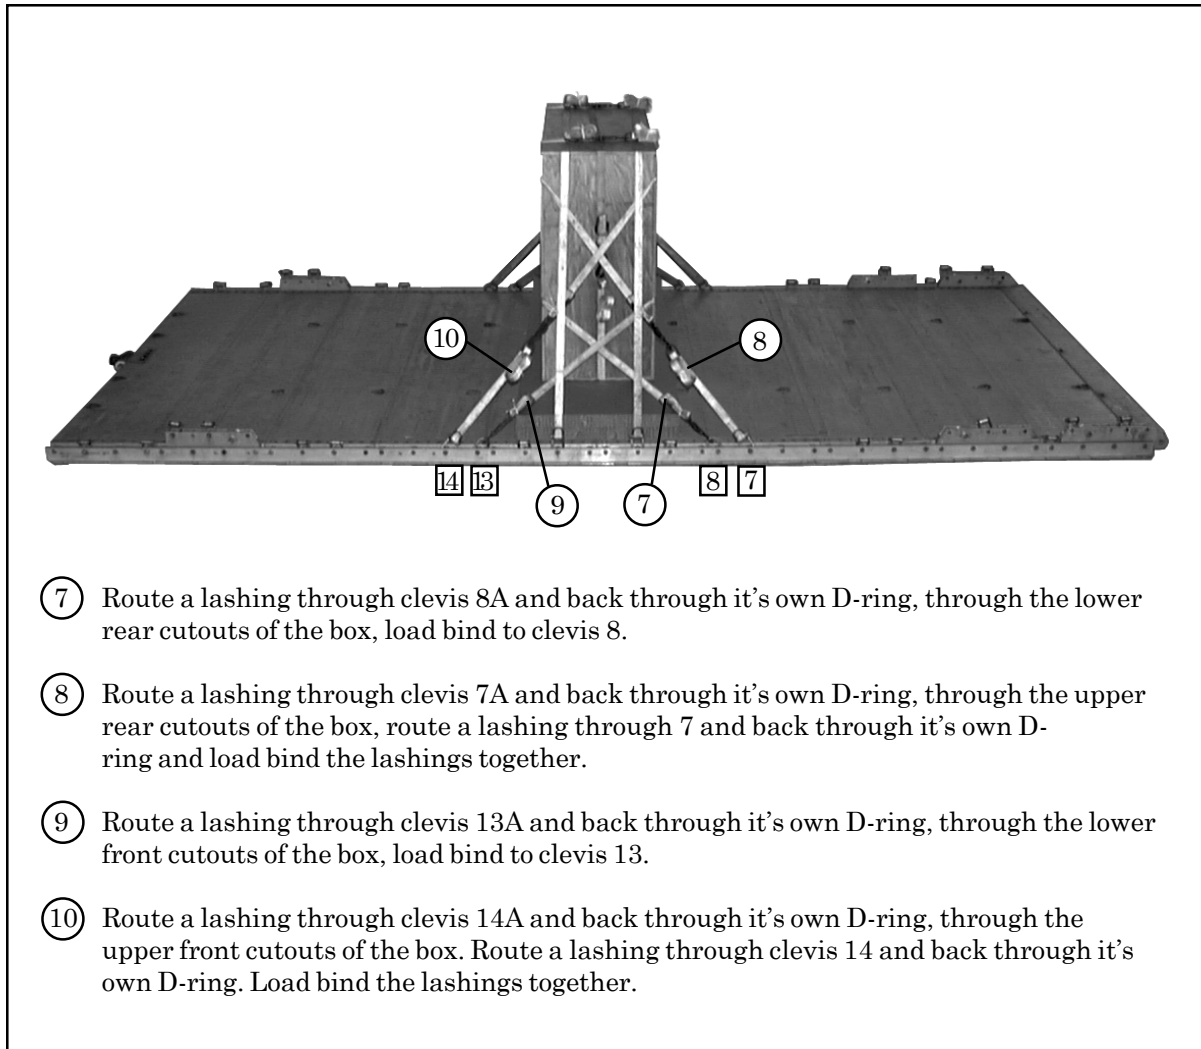 10
8
14
13
8
7
9
7
7 Route a lashing through clevis 8A and back through it's own D-ring, through the lower
rear cutouts of the box, load bind to clevis 8.
8 Route a lashing through clevis 7A and back through it's own D-ring, through the upper
rear cutouts of the box, route a lashing through 7 and back through it's own D-
ring and load bind the lashings together.
9 Route a lashing through clevis 13A and back through it's own D-ring, through the lower
front cutouts of the box, load bind to clevis 13.
10 Route a lashing through clevis 14A and back through it's own D-ring, through the
upper front cutouts of the box. Route a lashing through clevis 14 and back through it's
own D-ring. Load bind the lashings together.